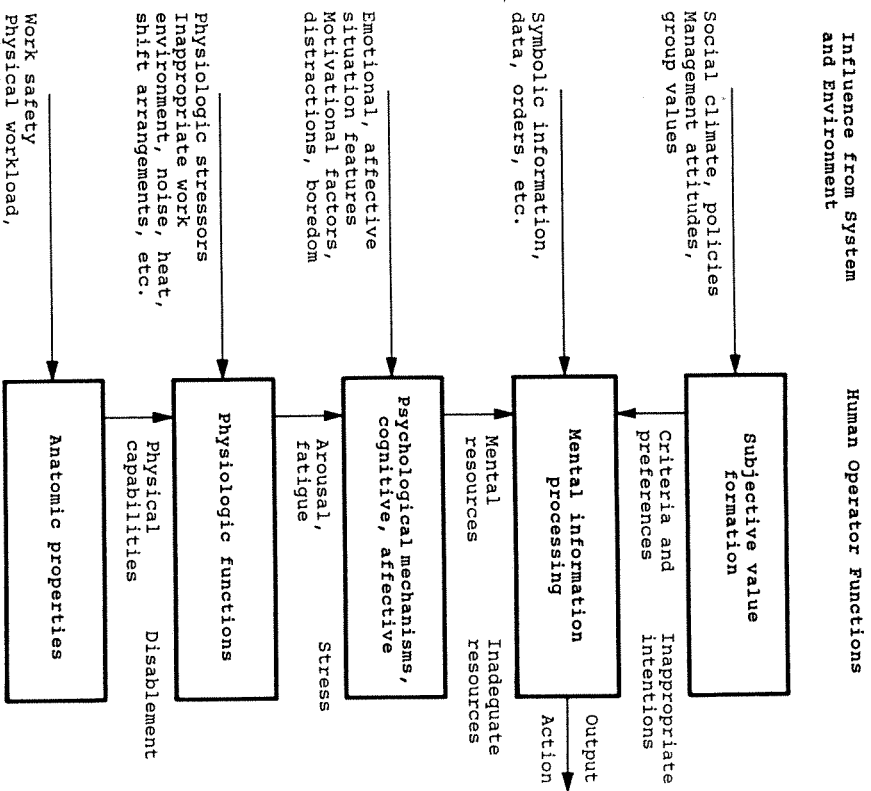 Influence from System
and Environment
Human Operator Functions
Social climate, policies
Management attitudes,
group values
Subjective value
formation
Criteria and
preferences
Inappropriate
intentions
Symbolic information,
data, orders, etc.
Mental information
processing
Output
Action
Mental
resources
Inadequate
resources
Emotional, affective
situation features
Motivational factors,
distractions, boredom
psychological mechanisms,
cognitive, affective
Arousal,
fatigue
Stress
Physiologic stressors
Inappropriate work
environment, noise, heat,
shift arrangements, etc.
Physiologic functions
Physical
capabilities
Disablement
Work safety
Physical workload,
Anatomic properties